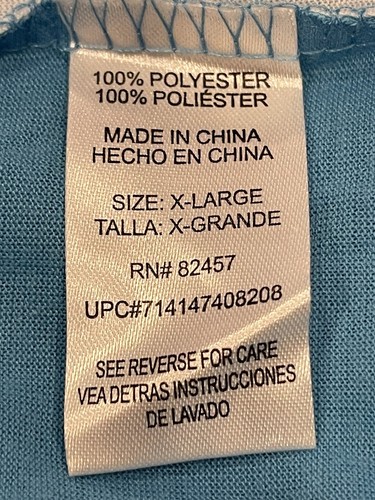 100% POLYESTER
100% POLIÉSTER
MADE IN CHINA
HECHO EN CHINA
SIZE: X-LARGE
TALLA: X-GRANDE
RN# 82457
UPC#714147408208
SEE REVERSE FOR CARE
VEA DETRAS INSTRUCCIONES
DE LAVADO